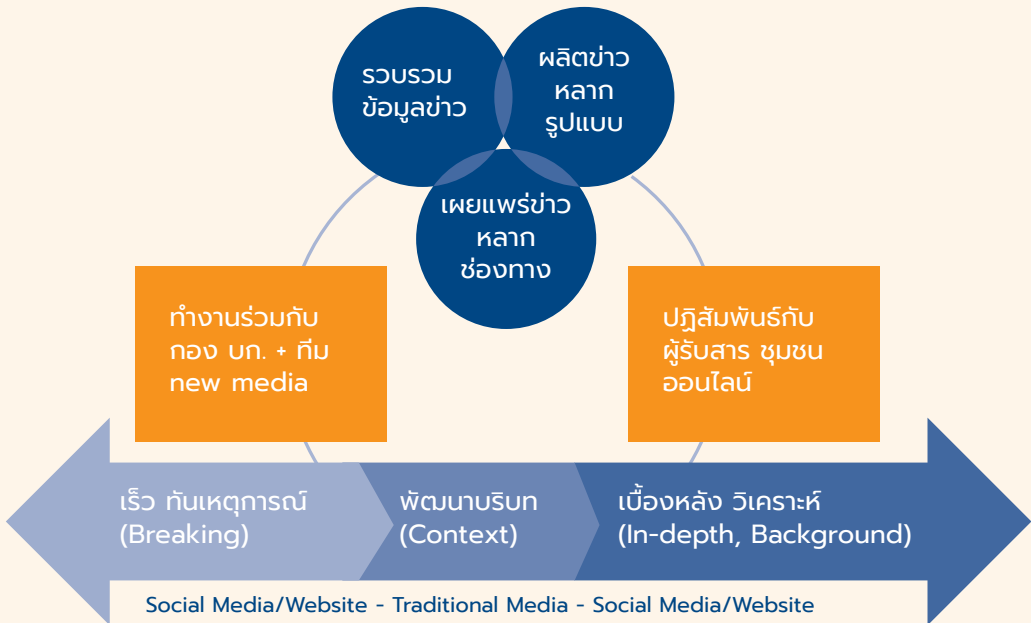 รวบรวม
ข้อมูลข่าว
ผลิตข่าว
หลาก
รูปแบบ
เผยแพร่ข่าว
หลาก
ช่องทาง
ทำงานร่วมกับ
กอง บก. + ทีม
new media
ปฏิสัมพันธ์กับ
ผู้รับสาร ชุมชน
ออนไลน์
เร็ว ทันเหตุการณ์
(Breaking)
พัฒนาบริบท
(Context)
เบื้องหลัง วิเคราะห์
(In-depth, Background)
Social Media/Website - Traditional Media - Social Media/Website